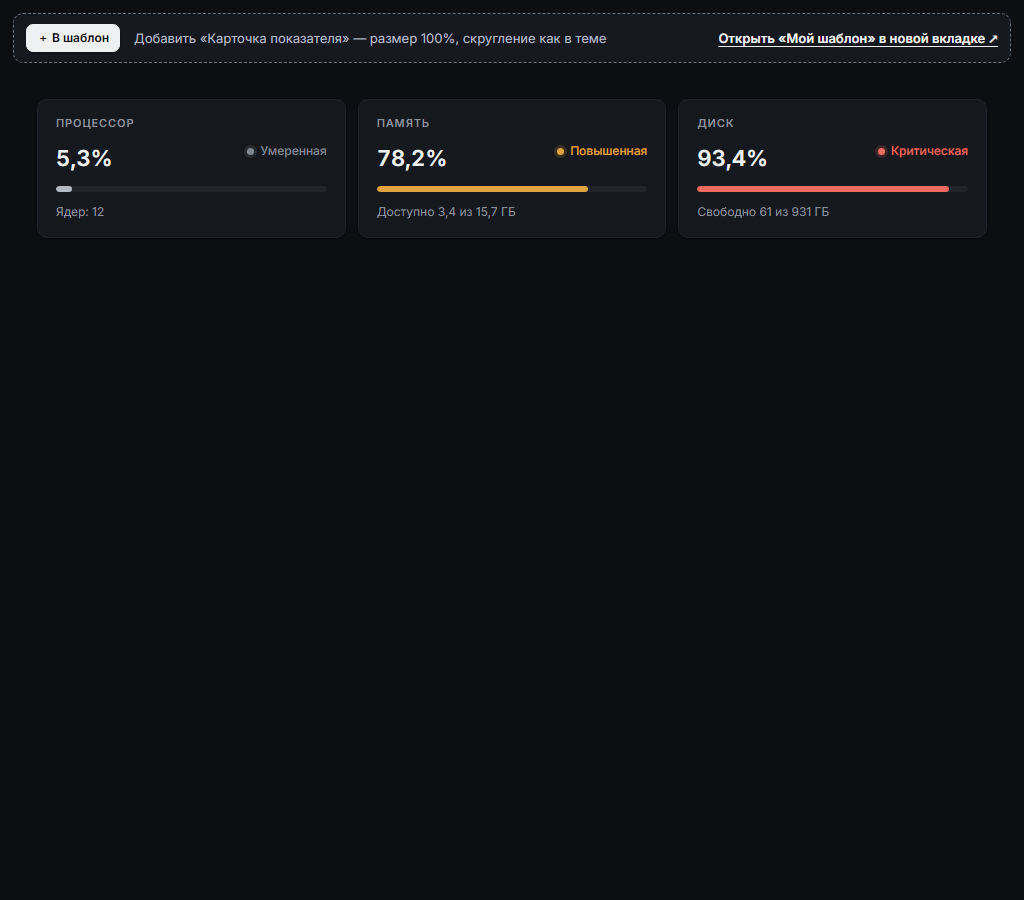 + В шаблон
Добавить «Карточка показателя» — размер 100%, скругление как в теме
Открыть «Мой шаблон» в новой вкладке ↗
ПРОЦЕССОР
5,3%
Умеренная
Ядер: 12
ПАМЯТЬ
78,2%
Повышенная
Доступно 3,4 из 15,7 ГБ
ДИСК
93,4%
Критическая
Свободно 61 из 931 ГБ